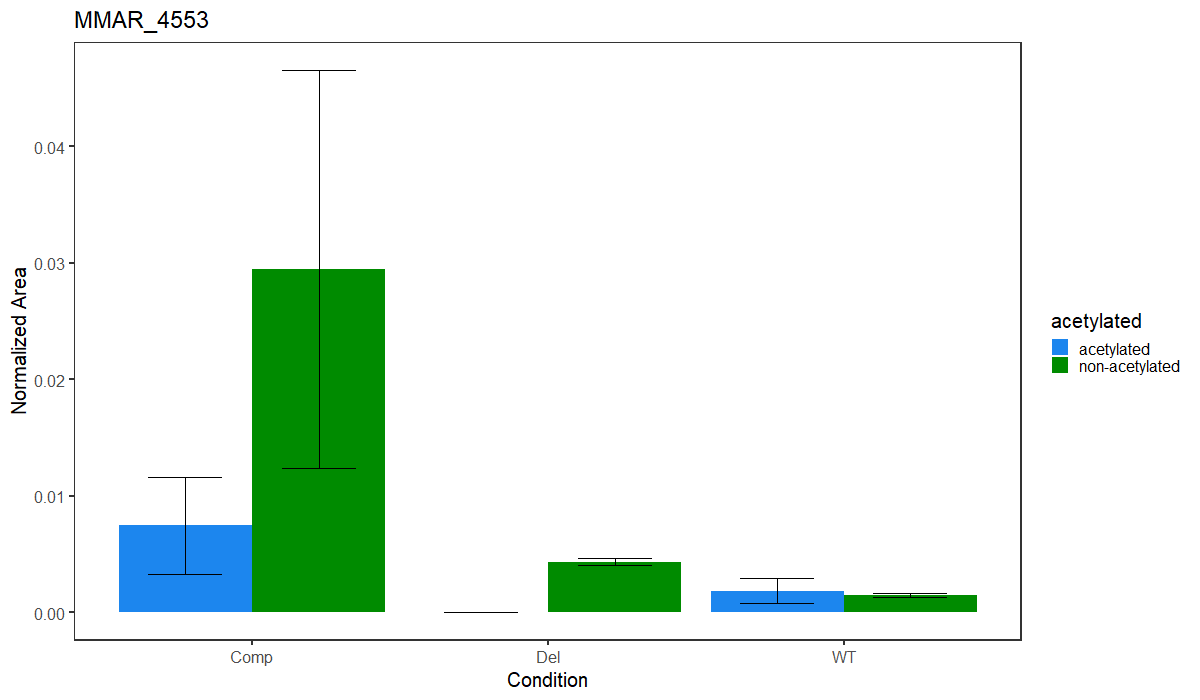 MMAR_4553
0.04
0.03
0.02
0.01
0.00
Normalized Area
Comp
Del
WT
Condition
acetylated
acetylated
non-acetylated